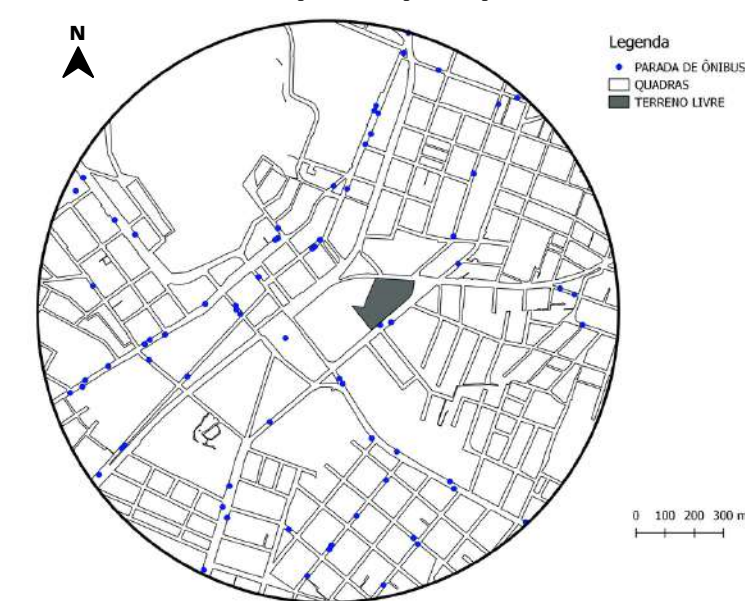 N
Legenda
PARADA DE ÔNIBUS
QUADRAS
TERRENO LIVRE
0 100 200 300 m